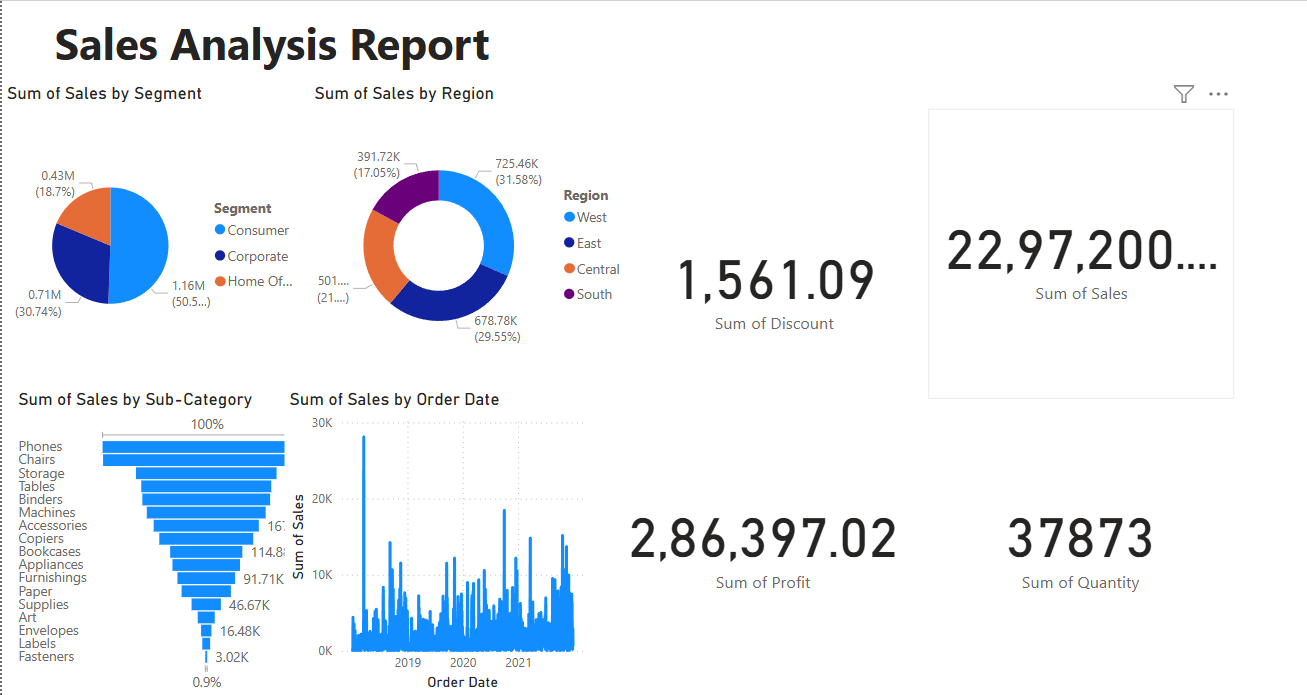 Sales Analysis Report
Sum of Sales by Segment
0.43M
(18.7%)
0.71M
(30.74%)
1.16M
(50.5...)
Segment
Consumer
Corporate
Home Of...
Sum of Sales by Region
391.72K
(17.05%)
725.46K
(31.58%)
501....
(21....)
678.78K
(29.55%)
Region
West
East
Central
South
1,561.09
Sum of Discount
22,97,200....
Sum of Sales
Sum of Sales by Sub-Category
100%
Phones
Chairs
Storage
Tables
Binders
Machines
Accessories 167
Copiers
Bookcases 114.88
Appliances
Furnishings 91.71K
Paper
Supplies 46.67K
Art
Envelopes 16.48K
Labels
Fasteners 3.02K
0.9%
Sum of Sales by Order Date
Sum of Sales
30K
20K
10K
0K
2019 2020 2021
Order Date
2,86,397.02
Sum of Profit
37873
Sum of Quantity